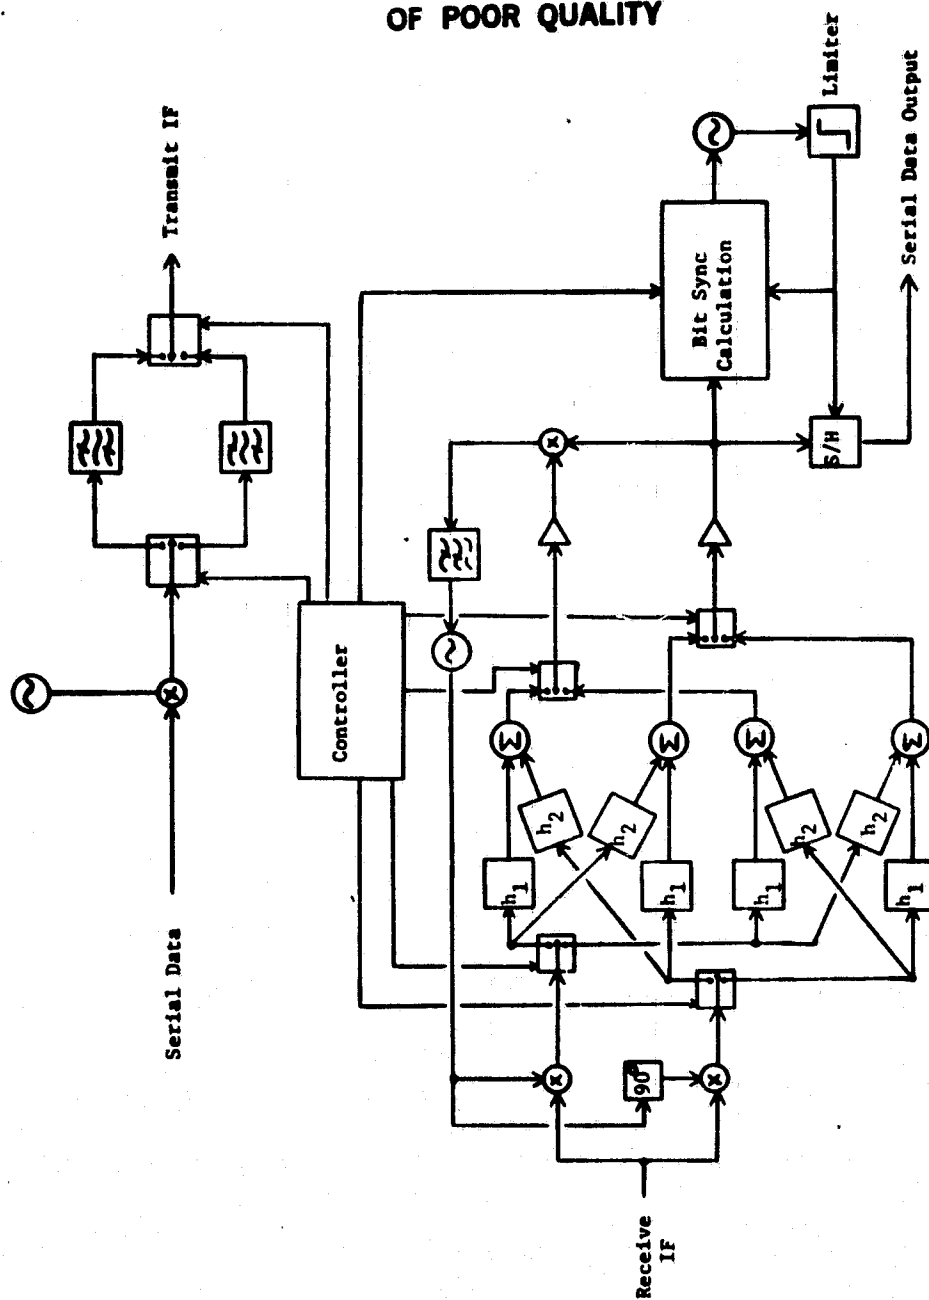 OF POOR QUALITY
Serial Data
x
Transmit IF
Controller
Receive
IF
x
90°
x
h1
h2
h2
h1
h1
h2
h2
h1
Σ
Σ
Σ
Σ
x
Bit Sync
Calculation
S/H
Limiter
Serial Data Output